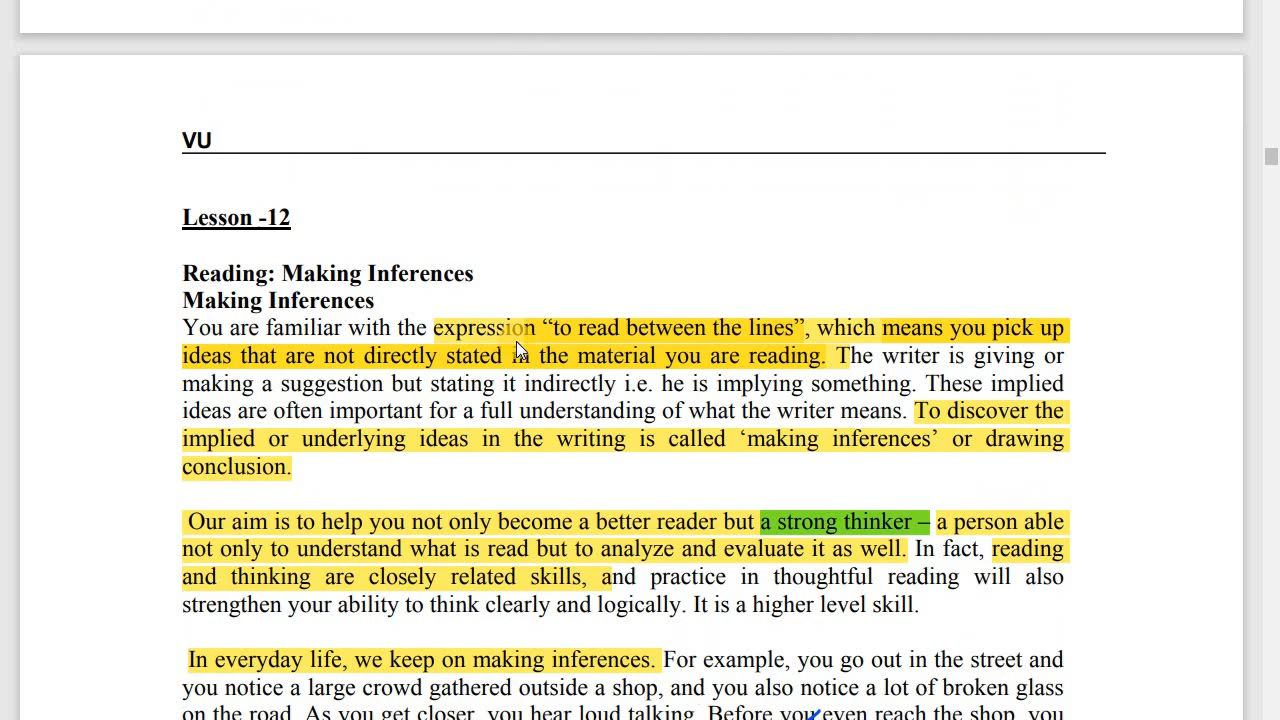 VU
Lesson -12
Reading: Making Inferences
Making Inferences
You are familiar with the expression “to read between the lines”, which means you pick up
ideas that are not directly stated in the material you are reading. The writer is giving or
making a suggestion but stating it indirectly i.e. he is implying something. These implied
ideas are often important for a full understanding of what the writer means. To discover the
implied or underlying ideas in the writing is called ‘making inferences’ or drawing
conclusion.
Our aim is to help you not only become a better reader but a strong thinker – a person able
not only to understand what is read but to analyze and evaluate it as well. In fact, reading
and thinking are closely related skills, and practice in thoughtful reading will also
strengthen your ability to think clearly and logically. It is a higher level skill.
In everyday life, we keep on making inferences. For example, you go out in the street and
you notice a large crowd gathered outside a shop, and you also notice a lot of broken glass
on the road. As you get closer, you hear loud talking. Before you even reach the shop, you